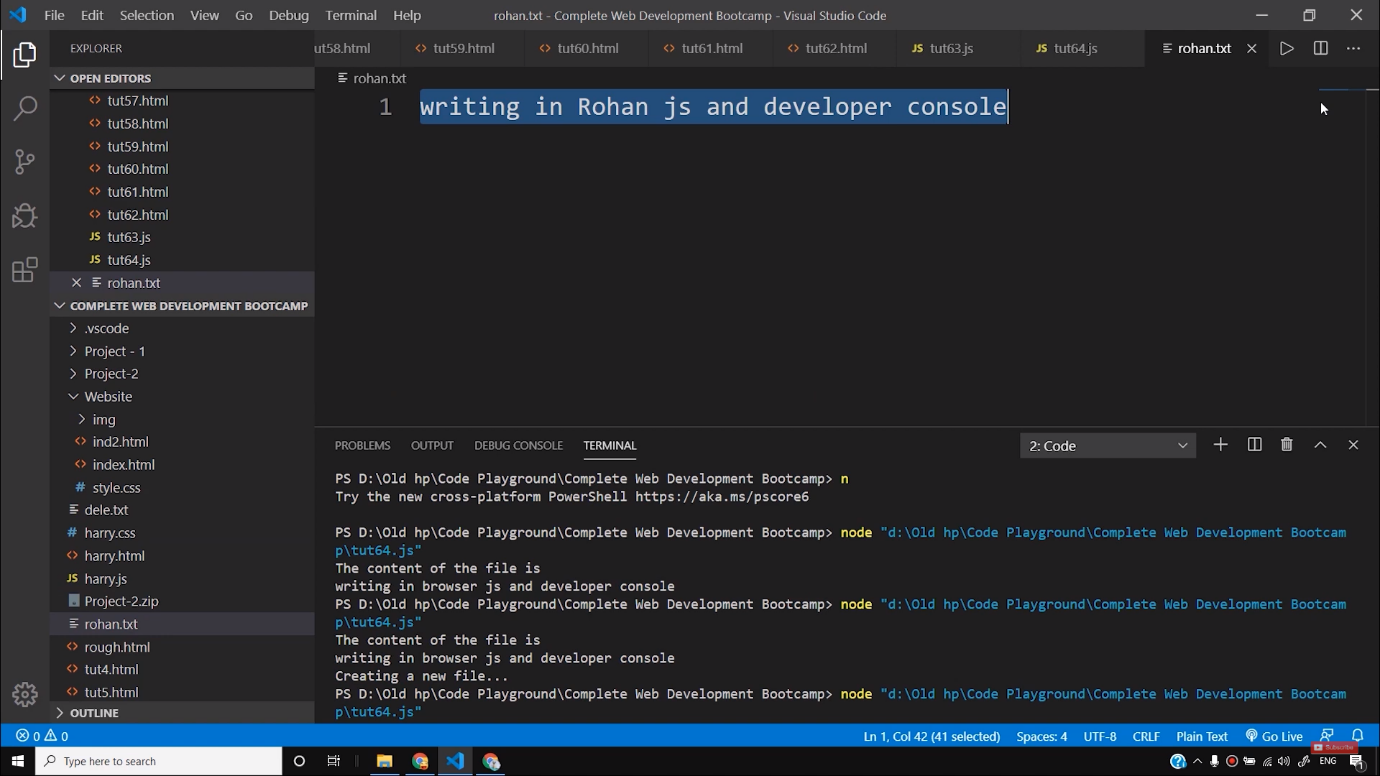 File Edit Selection View Go Debug Terminal Help rohan.txt - Complete Web Development Bootcamp - Visual Studio Code
EXPLORER
ut58.html tut59.html tut60.html tut61.html tut62.html JS tut63.js JS tut64.js rohan.txt
OPEN EDITORS
tut57.html
tut58.html
tut59.html
tut60.html
tut61.html
tut62.html
JS tut63.js
JS tut64.js
rohan.txt
COMPLETE WEB DEVELOPMENT BOOTCAMP
.vscode
Project - 1
Project-2
Website
img
ind2.html
index.html
# style.css
dele.txt
# harry.css
harry.html
JS harry.js
Project-2.zip
rohan.txt
rough.html
tut4.html
tut5.html
OUTLINE
rohan.txt
1 writing in Rohan js and developer console
PROBLEMS OUTPUT DEBUG CONSOLE TERMINAL 2: Code
PS D:\Old hp\Code Playground\Complete Web Development Bootcamp> n
Try the new cross-platform PowerShell https://aka.ms/pscore6
PS D:\Old hp\Code Playground\Complete Web Development Bootcamp> node "d:\Old hp\Code Playground\Complete Web Development Bootcam
p\tut64.js"
The content of the file is
writing in browser js and developer console
PS D:\Old hp\Code Playground\Complete Web Development Bootcamp> node "d:\Old hp\Code Playground\Complete Web Development Bootcam
p\tut64.js"
The content of the file is
writing in browser js and developer console
Creating a new file...
PS D:\Old hp\Code Playground\Complete Web Development Bootcamp> node "d:\Old hp\Code Playground\Complete Web Development Bootcam
p\tut64.js"
0 0 Ln 1, Col 42 (41 selected) Spaces: 4 UTF-8 CRLF Plain Text Go Live
Subscribe
Type here to search ENG 1